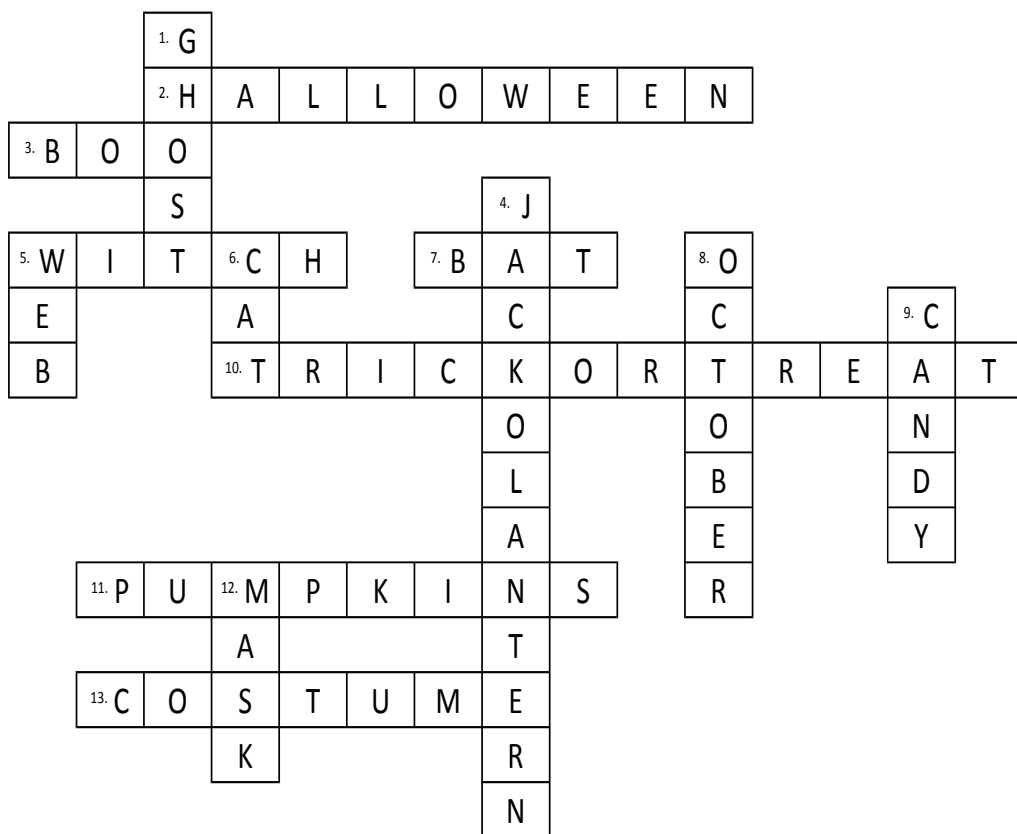 1. G
2. H A L L O W E E N
3. B O O
S 4. J
5. W I T 6. C H 7. B A T 8. O
E A C C 9. C
B 10. T R I C K O R T R E A T
O O N
L B D
A E Y
11. P U 12. M P K I N S R
A T
13. C O S T U M E
K R
N